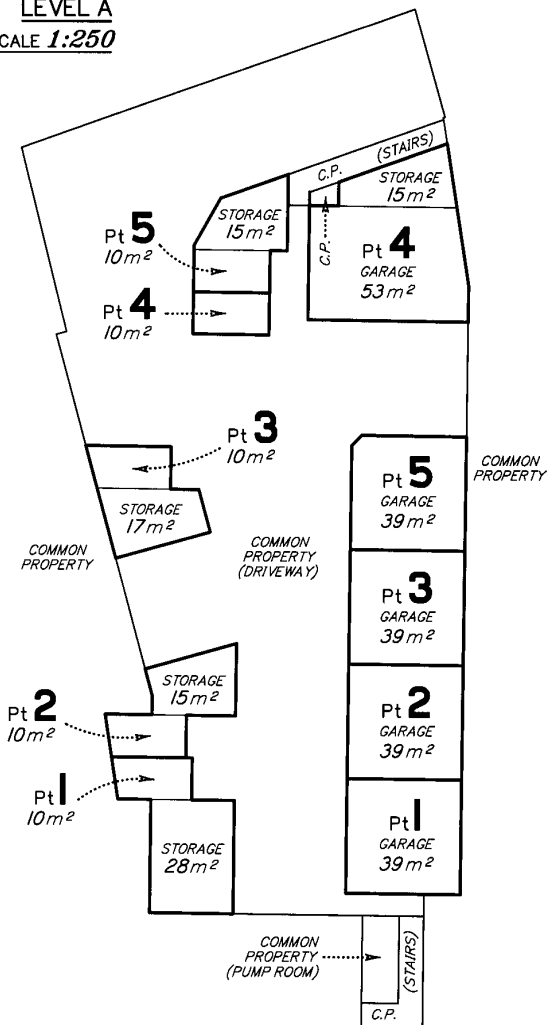 LEVEL A
CALE 1:250
C.P.
(STAIRS)
STORAGE
15m²
STORAGE
15m²
C.P.
Pt 5
10m²
Pt 4
GARAGE
53m²
Pt 4
10m²
Pt 3
10m²
STORAGE
17m²
Pt 5
GARAGE
39m²
COMMON
PROPERTY
COMMON
PROPERTY
COMMON
PROPERTY
(DRIVEWAY)
Pt 3
GARAGE
39m²
STORAGE
15m²
Pt 2
10m²
Pt 2
GARAGE
39m²
Pt 1
10m²
STORAGE
28m²
Pt 1
GARAGE
39m²
COMMON
PROPERTY
(PUMP ROOM)
(STAIRS)
C.P.